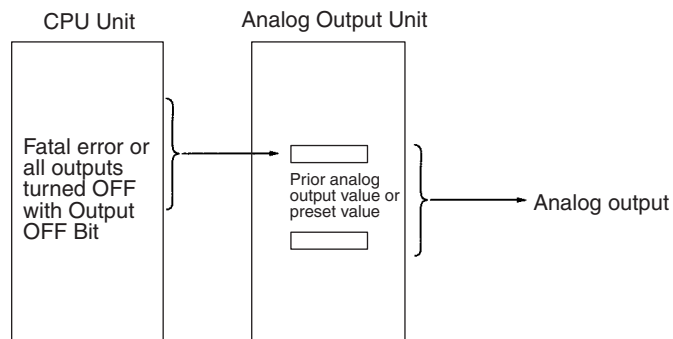 CPU Unit
Analog Output Unit
Fatal error or
all outputs
turned OFF
with Output
OFF Bit
Prior analog
output value or
preset value
Analog output